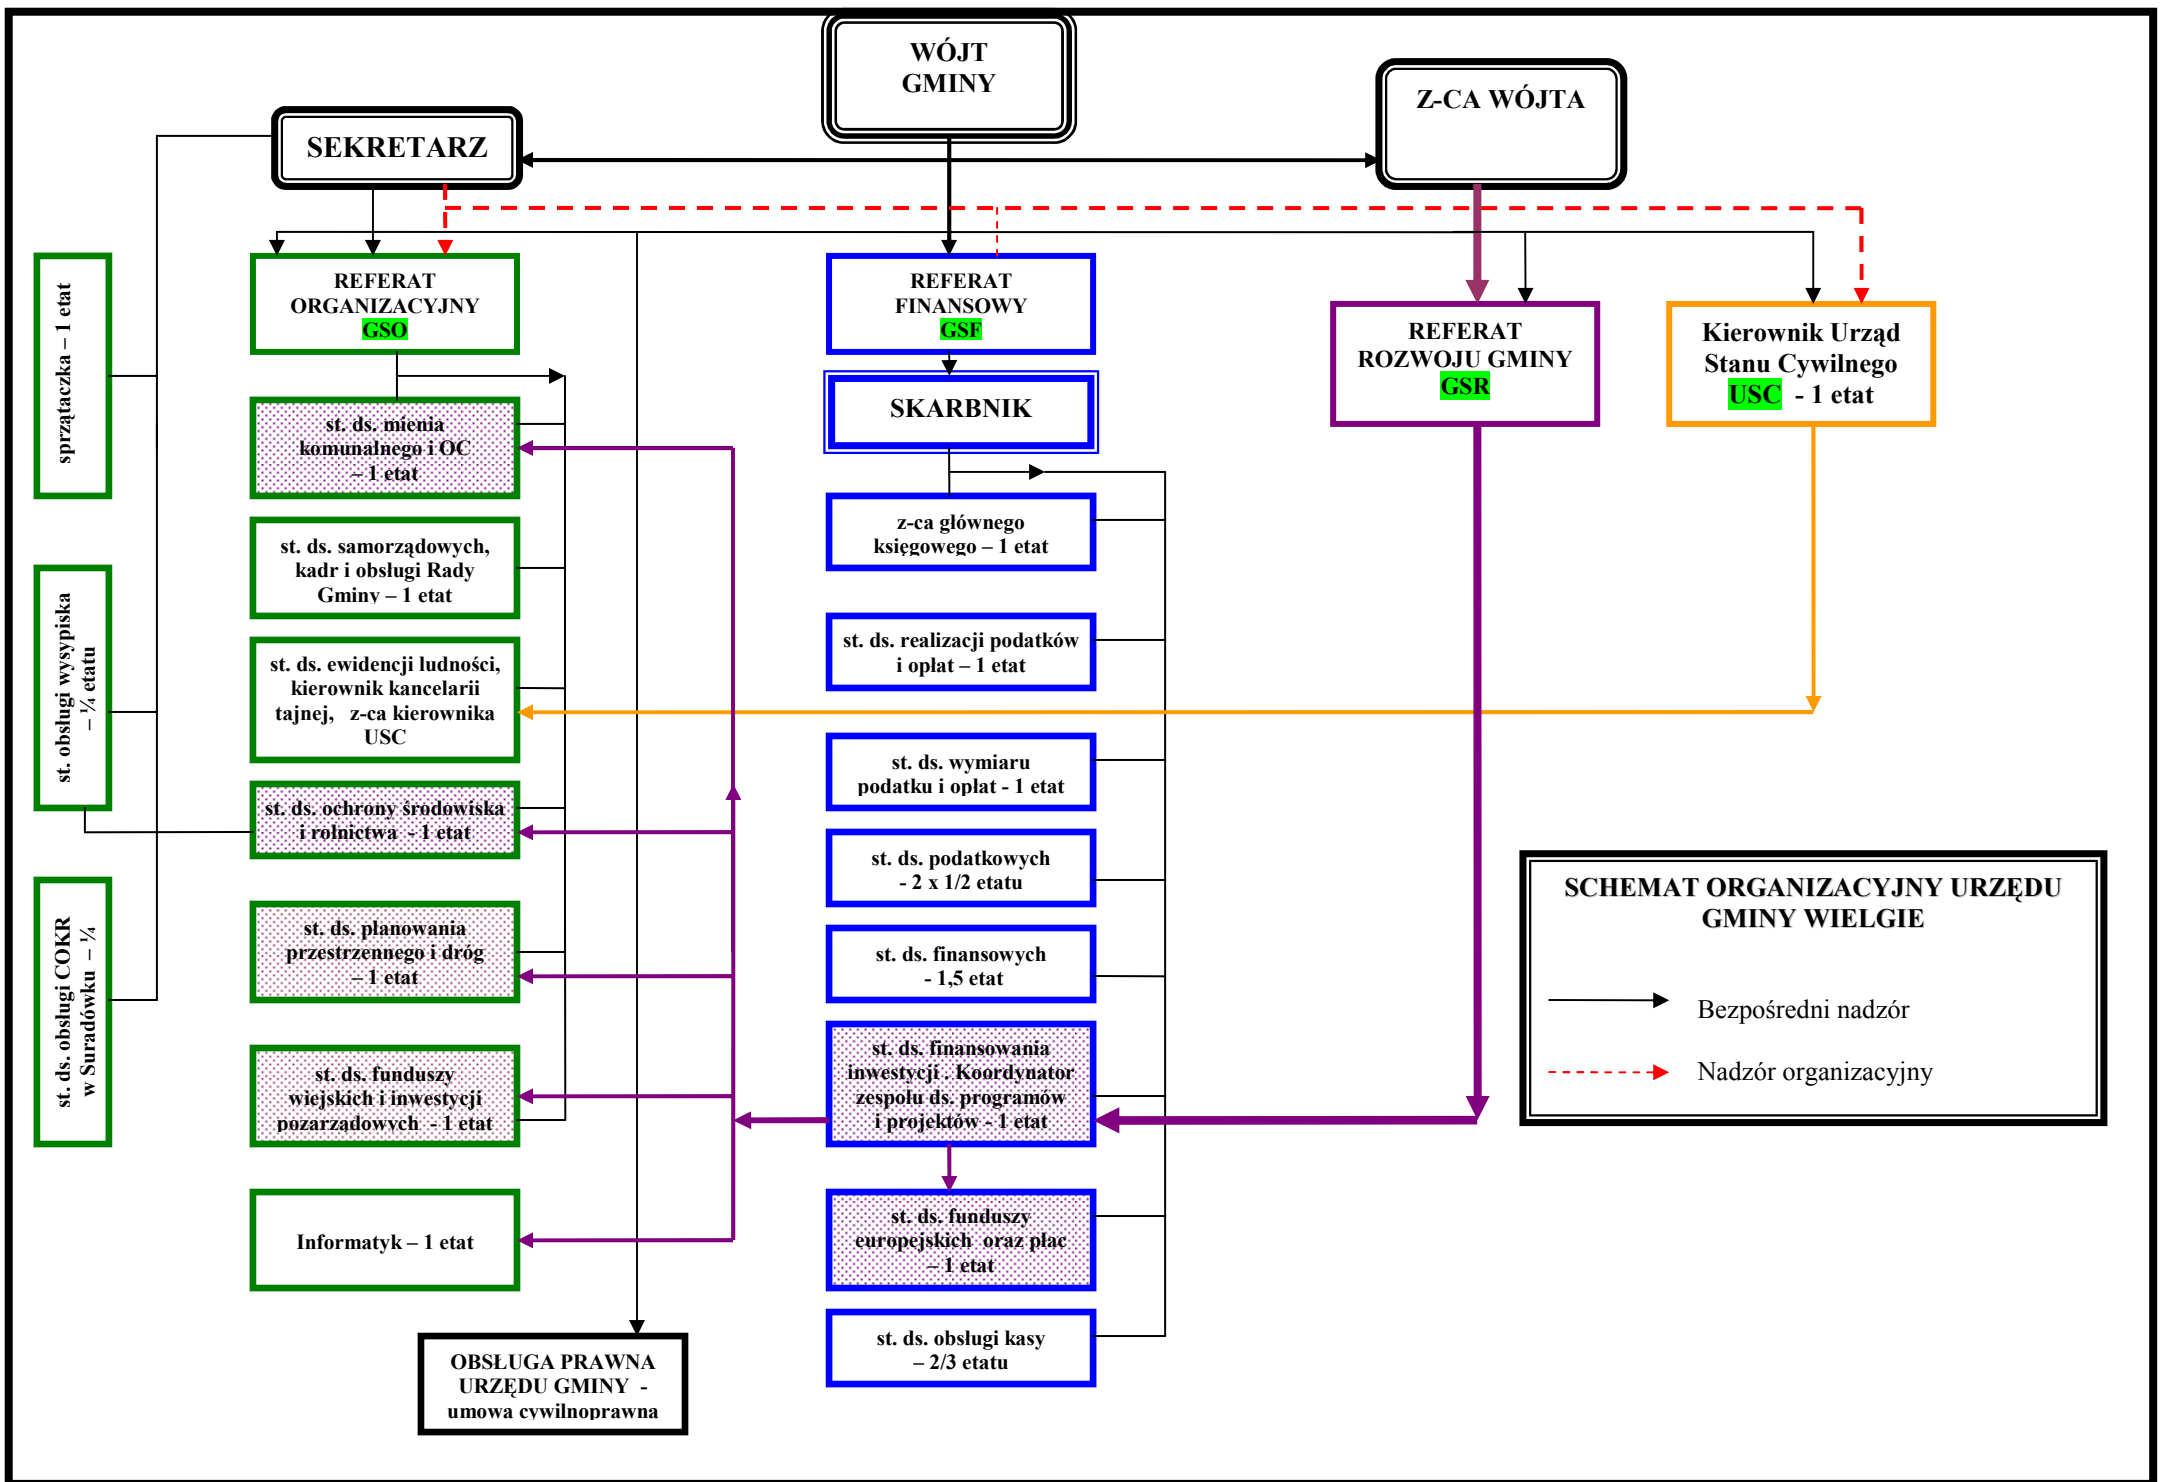 WÓJT
GMINY
Z-CA WÓJTA
SEKRETARZ
sprzątaczka – 1 etat
st. obsługi wysypiska
– ¼ etatu
st. ds. obsługi COKR
w Suradówku – ¼
REFERAT
ORGANIZACYJNY
GSO
st. ds. mienia
komunalnego i OC
– 1 etat
st. ds. samorządowych,
kadr i obsługi Rady
Gminy – 1 etat
st. ds. ewidencji ludności,
kierownik kancelarii
tajnej, z-ca kierownika
USC
st. ds. ochrony środowiska
i rolnictwa - 1 etat
st. ds. planowania
przestrzennego i dróg
– 1 etat
st. ds. funduszy
wiejskich i inwestycji
pozarządowych - 1 etat
Informatyk – 1 etat
OBSŁUGA PRAWNA
URZĘDU GMINY -
umowa cywilnoprawna
REFERAT
FINANSOWY
GSF
SKARBNIK
z-ca głównego
księgowego – 1 etat
st. ds. realizacji podatków
i opłat – 1 etat
st. ds. wymiaru
podatku i opłat - 1 etat
st. ds. podatkowych
- 2 x 1/2 etatu
st. ds. finansowych
- 1,5 etat
st. ds. finansowania
inwestycji . Koordynator
zespołu ds. programów
i projektów - 1 etat
st. ds. funduszy
europejskich oraz płac
– 1 etat
st. ds. obsługi kasy
– 2/3 etatu
REFERAT
ROZWOJU GMINY
GSR
Kierownik Urząd
Stanu Cywilnego
USC - 1 etat
SCHEMAT ORGANIZACYJNY URZĘDU
GMINY WIELGIE
Bezpośredni nadzór
Nadzór organizacyjny